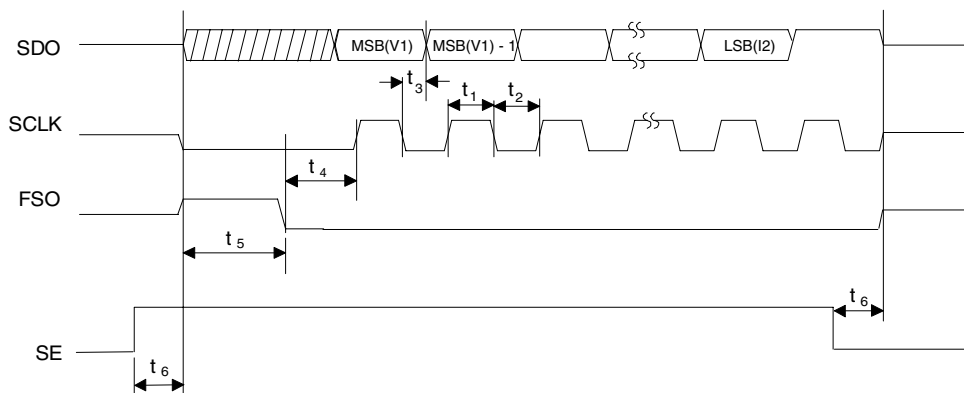 SDO
MSB(V1)
MSB(V1) - 1
LSB(I2)
t3
t1
t2
SCLK
t4
FSO
t5
t6
SE
t6